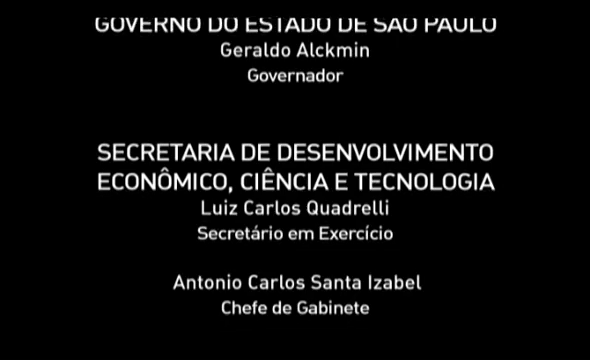 GOVERNO DO ESTADO DE SÃO PAULO
Geraldo Alckmin
Governador
SECRETARIA DE DESENVOLVIMENTO
ECONÔMICO, CIÊNCIA E TECNOLOGIA
Luiz Carlos Quadrelli
Secretário em Exercício
Antonio Carlos Santa Izabel
Chefe de Gabinete